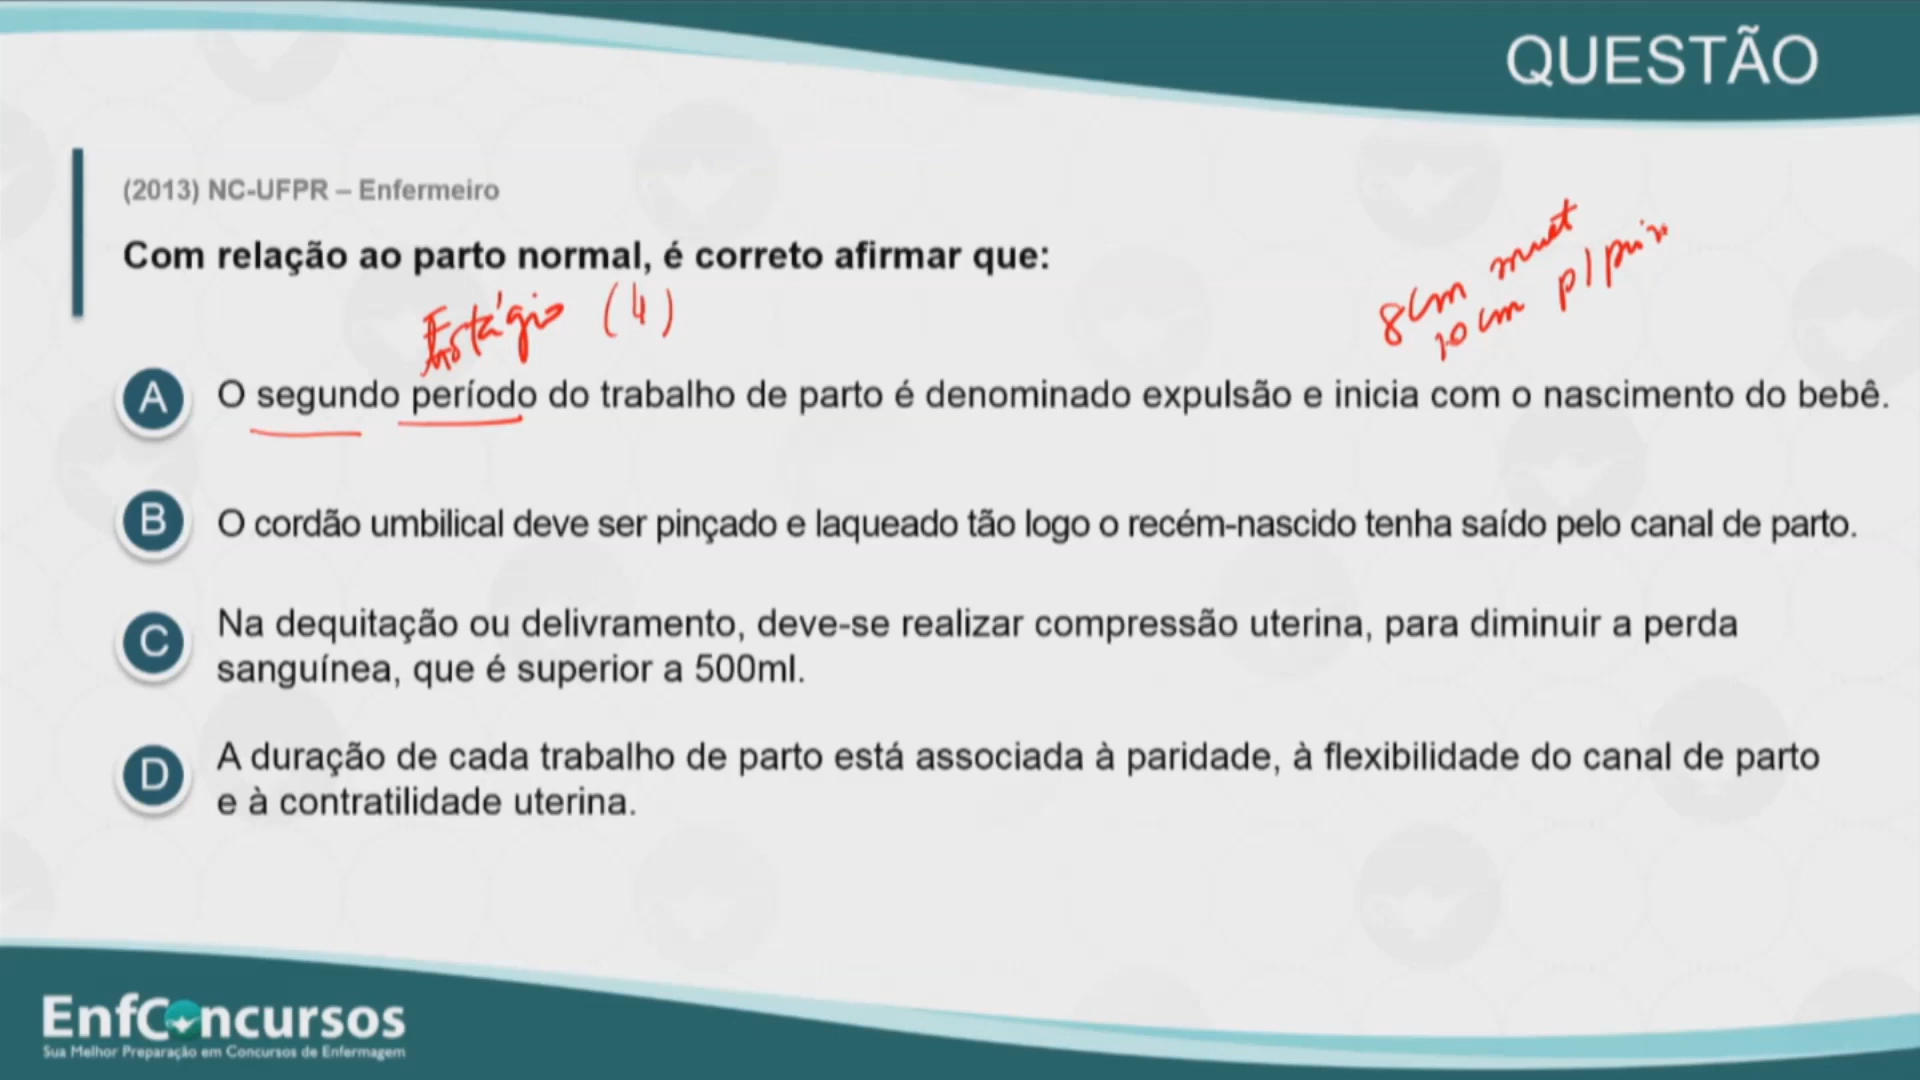 QUESTÃO
(2013) NC-UFPR – Enfermeiro
Com relação ao parto normal, é correto afirmar que:
Estágio (4)
8cm
10 cm p/
A O segundo período do trabalho de parto é denominado expulsão e inicia com o nascimento do bebê.
B O cordão umbilical deve ser pinçado e laqueado tão logo o recém-nascido tenha saído pelo canal de parto.
C Na dequitação ou delivramento, deve-se realizar compressão uterina, para diminuir a perda
sanguínea, que é superior a 500ml.
D A duração de cada trabalho de parto está associada à paridade, à flexibilidade do canal de parto
e à contratilidade uterina.
EnfConcursos
Sua Melhor Preparação em Concursos de Enfermagem